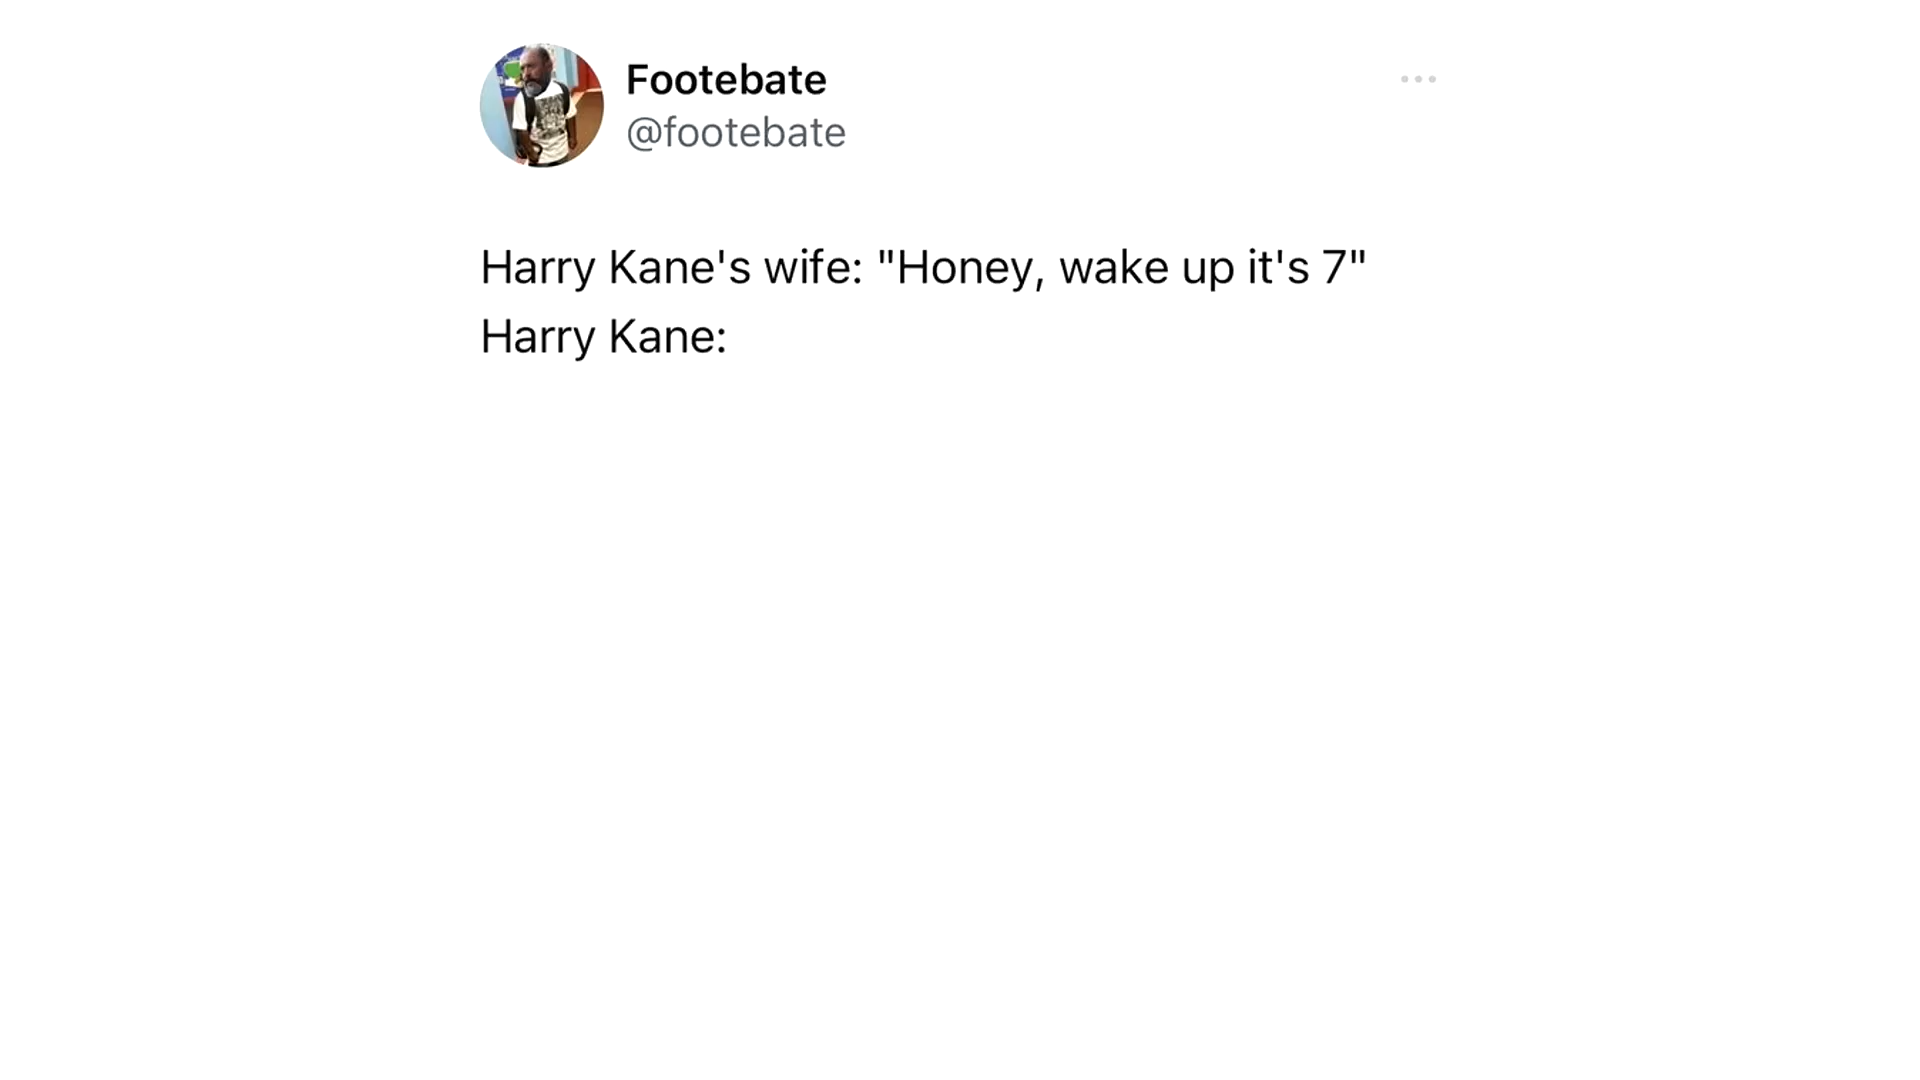 Footebate
@footebate
Harry Kane's wife: "Honey, wake up it's 7"
Harry Kane: